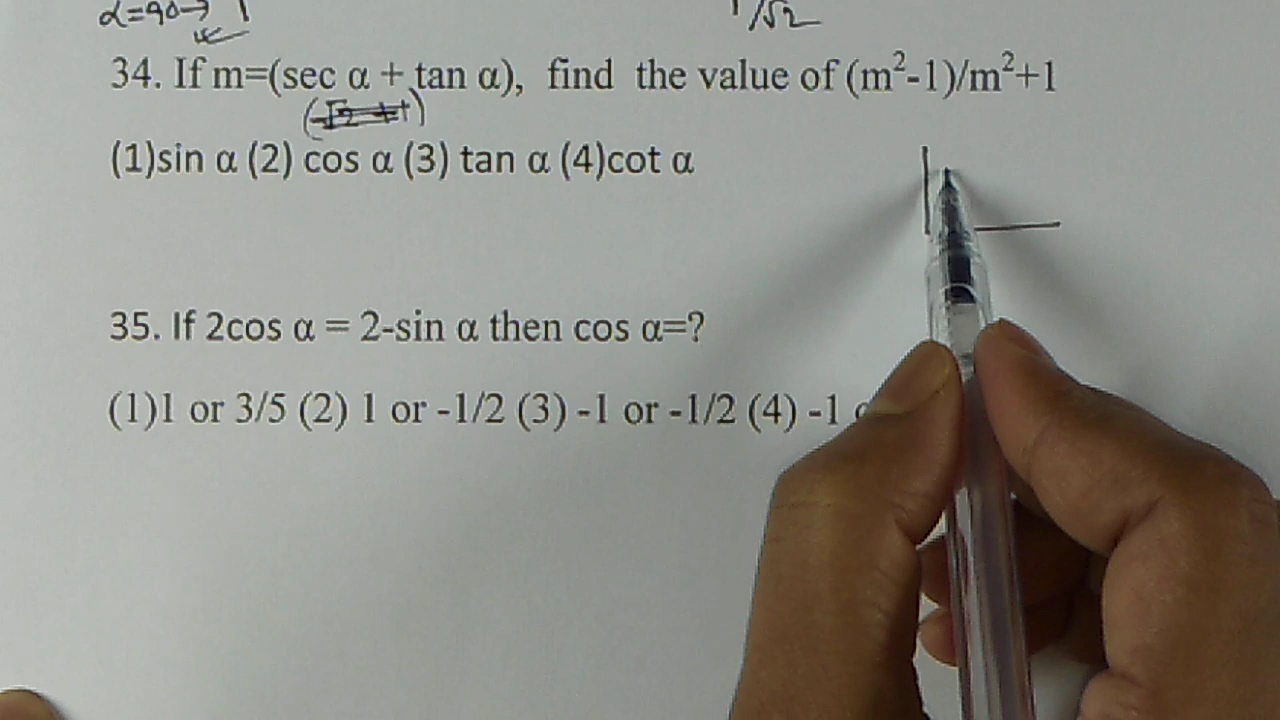 α=90→ 1
1/√2
34. If m=(sec α + tan α), find the value of (m²-1)/m²+1
(1)sin α (2) cos α (3) tan α (4)cot α
35. If 2cos α = 2-sin α then cos α=?
(1)1 or 3/5 (2) 1 or -1/2 (3) -1 or -1/2 (4) -1